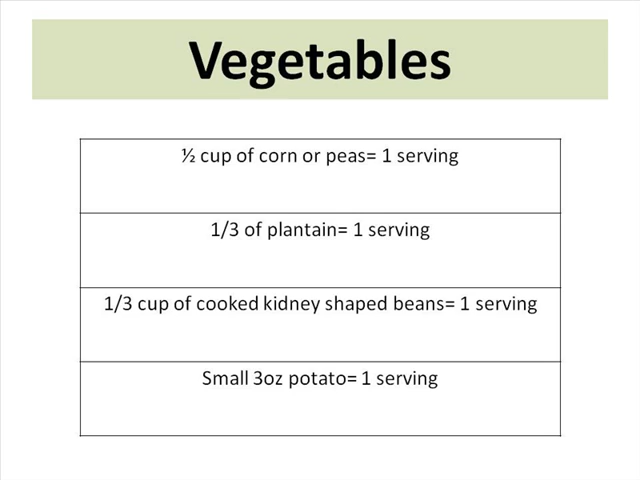 Vegetables
½ cup of corn or peas= 1 serving
1/3 of plantain= 1 serving
1/3 cup of cooked kidney shaped beans= 1 serving
Small 3oz potato= 1 serving